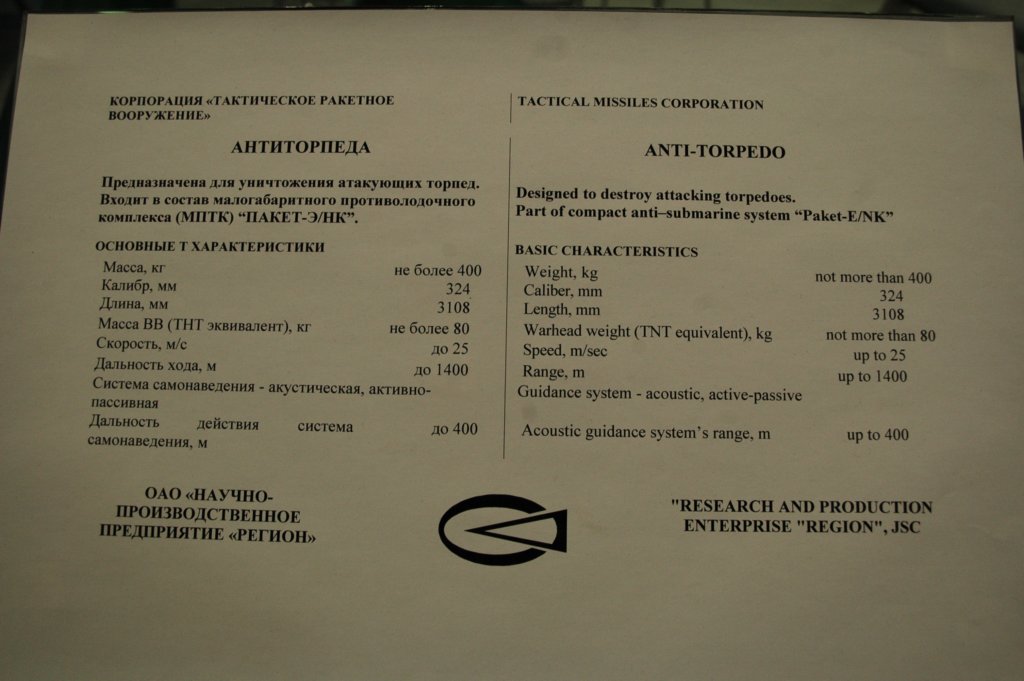 КОРПОРАЦИЯ «ТАКТИЧЕСКОЕ РАКЕТНОЕ
ВООРУЖЕНИЕ»
АНТИТОРПЕДА
Предназначена для уничтожения атакующих торпед.
Входит в состав малогабаритного противолодочного
комплекса (МПТК) “ПАКЕТ-Э/НК”.
ОСНОВНЫЕ Т ХАРАКТЕРИСТИКИ
Масса, кг не более 400
Калибр, мм 324
Длина, мм 3108
Масса ВВ (ТНТ эквивалент), кг не более 80
Скорость, м/с до 25
Дальность хода, м до 1400
Система самонаведения - акустическая, активно-
пассивная
Дальность действия система до 400
самонаведения, м
ОАО «НАУЧНО-
ПРОИЗВОДСТВЕННОЕ
ПРЕДПРИЯТИЕ «РЕГИОН»
TACTICAL MISSILES CORPORATION
ANTI-TORPEDO
Designed to destroy attacking torpedoes.
Part of compact anti–submarine system “Paket-E/NK”
BASIC CHARACTERISTICS
Weight, kg not more than 400
Caliber, mm 324
Length, mm 3108
Warhead weight (TNT equivalent), kg not more than 80
Speed, m/sec up to 25
Range, m up to 1400
Guidance system - acoustic, active-passive
Acoustic guidance system’s range, m up to 400
"RESEARCH AND PRODUCTION
ENTERPRISE "REGION", JSC